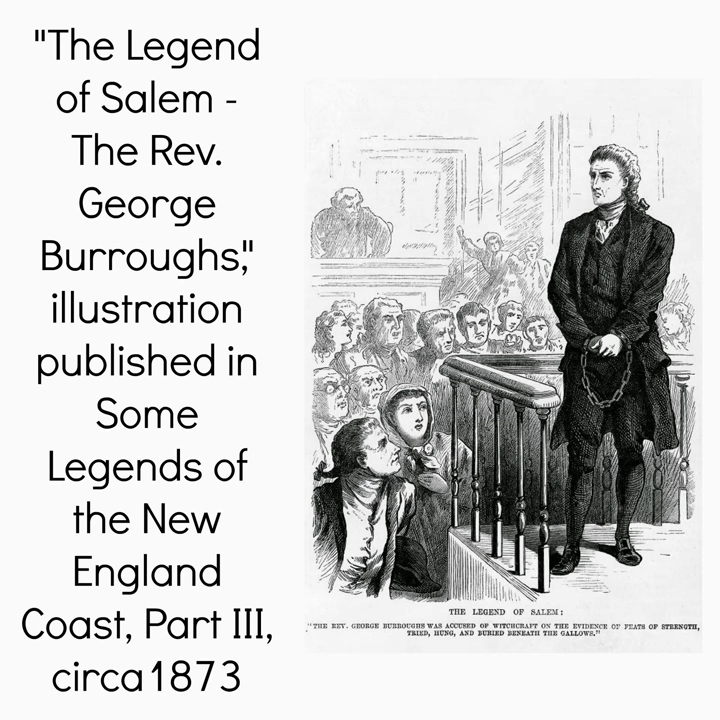 "The Legend
of Salem -
The Rev.
George
Burroughs,"
illustration
published in
Some
Legends of
the New
England
Coast, Part III,
circa 1873
THE LEGEND OF SALEM:
"THE REV. GEORGE BURROUGHS WAS ACCUSED OF WITCHCRAFT ON THE EVIDENCE OF FEATS OF STRENGTH,
TRIED, HUNG, AND BURIED BENEATH THE GALLOWS."